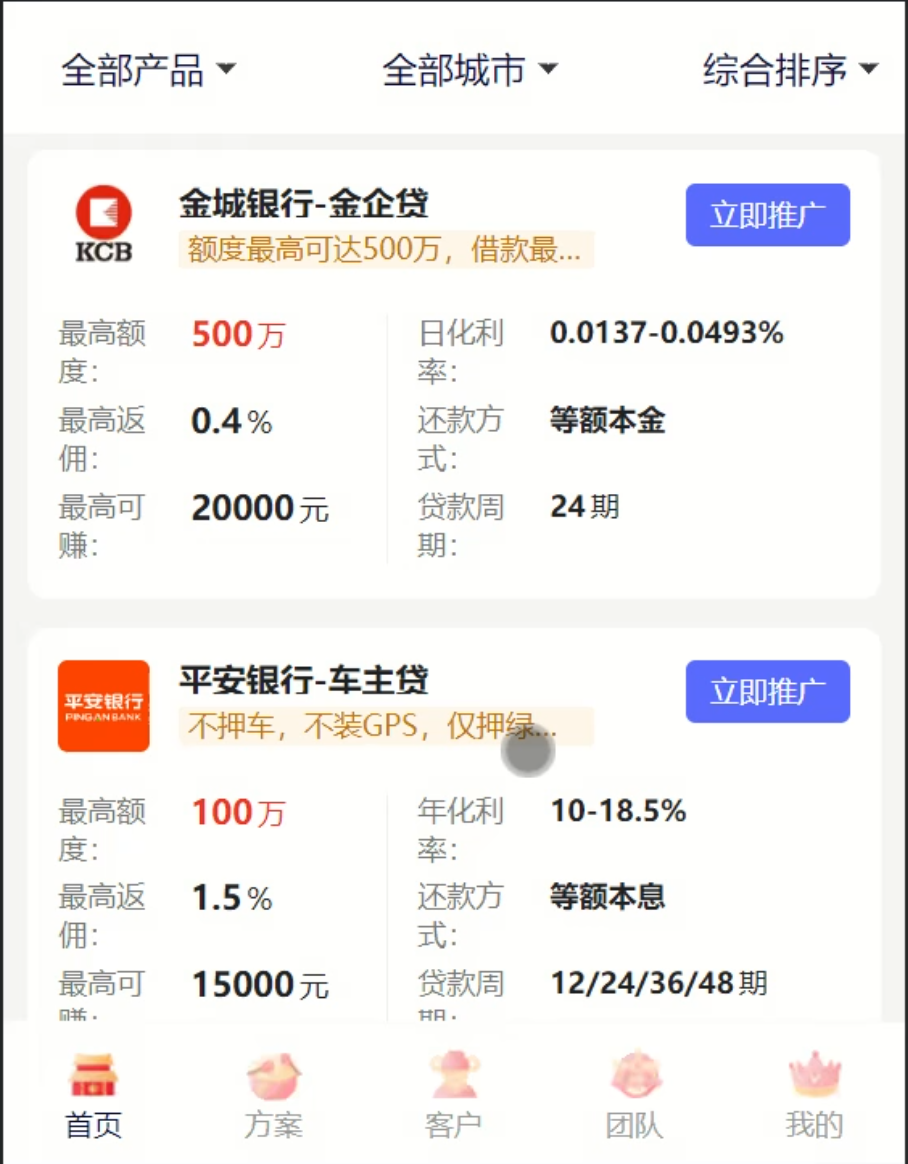 全部产品 全部城市 综合排序
KCB
金城银行-金企贷
额度最高可达500万，借款最...
立即推广
最高额度： 500万
日化利率： 0.0137-0.0493%
最高返佣： 0.4%
还款方式： 等额本金
最高可赚： 20000元
贷款周期： 24期
平安银行
PINGAN BANK
平安银行-车主贷
不押车，不装GPS，仅押绿...
立即推广
最高额度： 100万
年化利率： 10-18.5%
最高返佣： 1.5%
还款方式： 等额本息
最高可赚： 15000元
贷款周期： 12/24/36/48期
首页 方案 客户 团队 我的